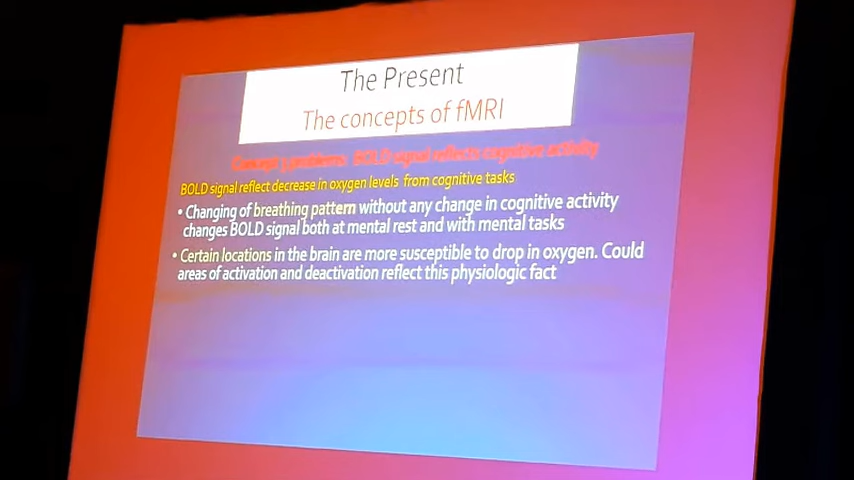 The Present
The concepts of fMRI
Concept problems: BOLD signal reflects cognitive activity
BOLD signal reflect decrease in oxygen levels from cognitive tasks
• Changing of breathing pattern without any change in cognitive activity
changes BOLD signal both at mental rest and with mental tasks
• Certain locations in the brain are more susceptible to drop in oxygen. Could
areas of activation and deactivation reflect this physiologic fact